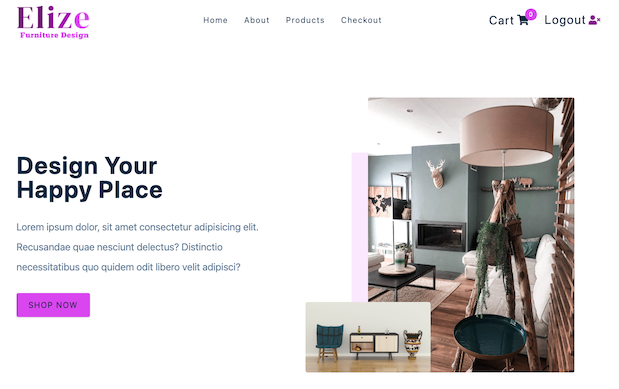 Elize
Furniture Design
Home About Products Checkout
Cart 0 Logout
Design Your
Happy Place
Lorem ipsum dolor, sit amet consectetur adipisicing elit.
Recusandae quae nesciunt delectus? Distinctio
necessitatibus quo quidem odit libero velit adipisci?
SHOP NOW